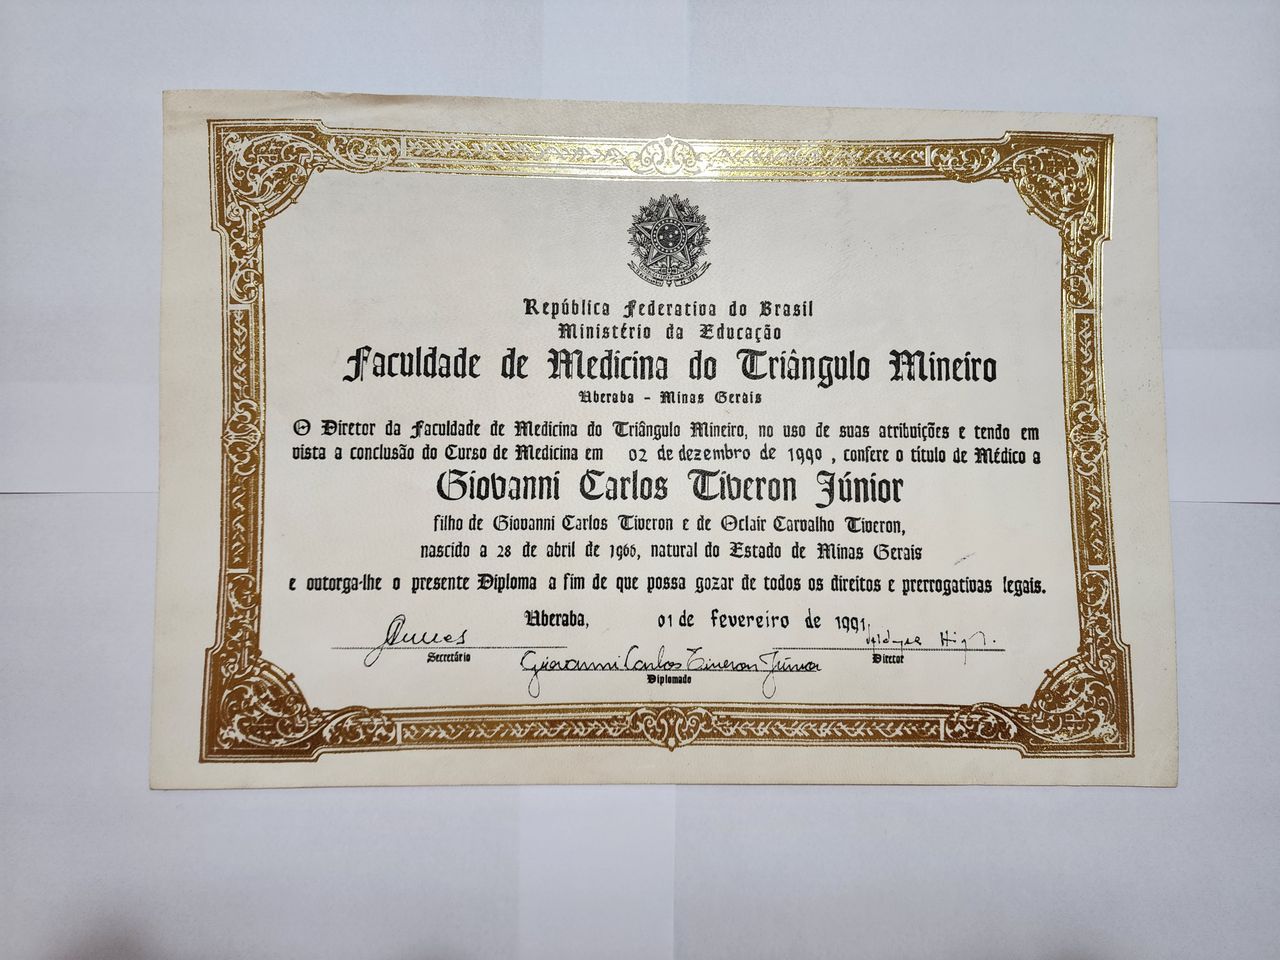 República Federativa do Brasil
Ministério da Educação
Faculdade de Medicina do Triângulo Mineiro
Uberaba - Minas Gerais
O Diretor da Faculdade de Medicina do Triângulo Mineiro, no uso de suas atribuições e tendo em
vista a conclusão do Curso de Medicina em 02 de dezembro de 1990 , confere o título de Médico a
Giovanni Carlos Tiveron Júnior
filho de Giovanni Carlos Tiveron e de Oclair Carvalho Tiveron,
nascido a 28 de abril de 1966, natural do Estado de Minas Gerais
e outorga-lhe o presente Diploma a fim de que possa gozar de todos os direitos e prerrogativas legais.
Uberaba, 01 de fevereiro de 1991.
Secretário
Giovanni Carlos Tiveron Júnior
Diplomado
Diretor